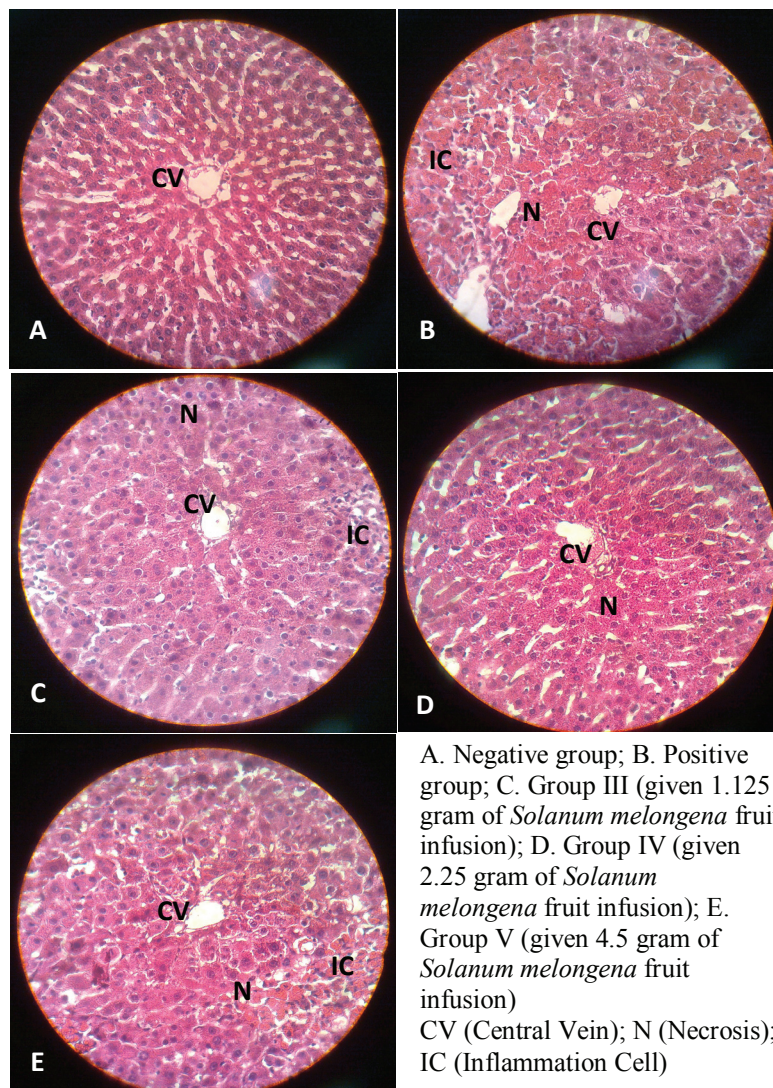 CV
A
IC
N
CV
B
N
CV
IC
C
CV
N
D
CV
IC
N
E
A. Negative group; B. Positive
group; C. Group III (given 1.125
gram of Solanum melongena frui
infusion); D. Group IV (given
2.25 gram of Solanum
melongena fruit infusion); E.
Group V (given 4.5 gram of
Solanum melongena fruit
infusion)
CV (Central Vein); N (Necrosis);
IC (Inflammation Cell)